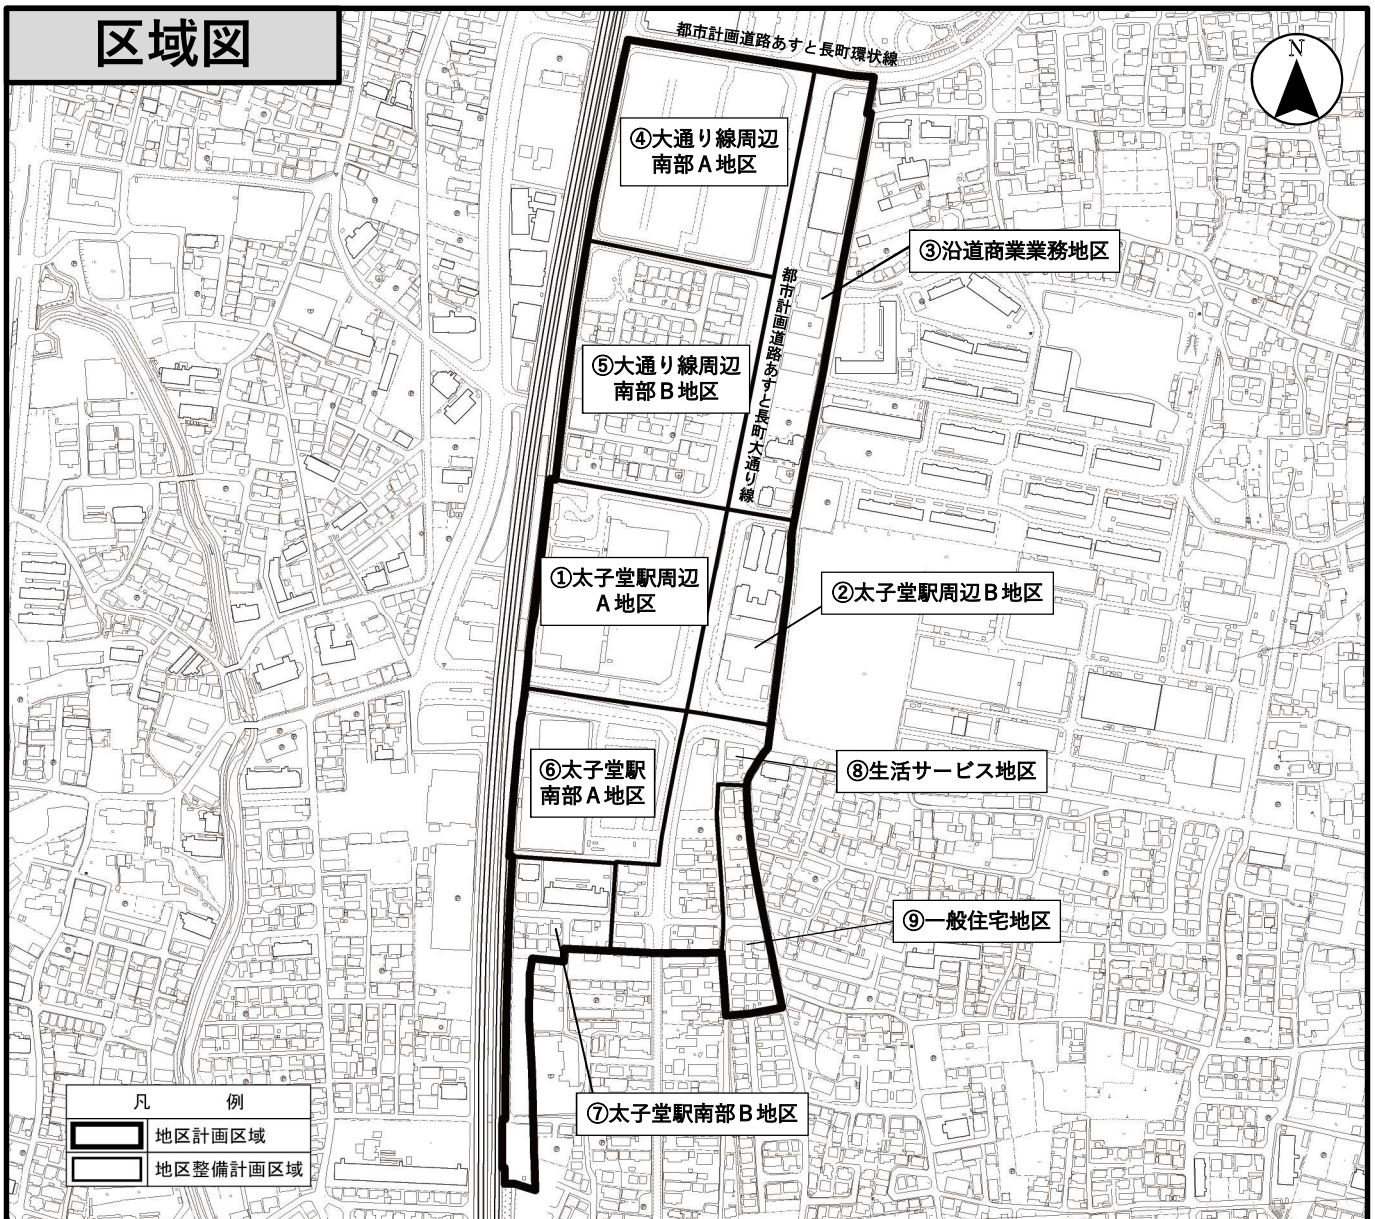 区域図
都市計画道路あすと長町環状線
N
④大通り線周辺
南部A地区
③沿道商業業務地区
都市計画道路あすと長町大通り線
⑤大通り線周辺
南部B地区
①太子堂駅周辺
A地区
②太子堂駅周辺B地区
⑥太子堂駅
南部A地区
⑧生活サービス地区
⑨一般住宅地区
⑦太子堂駅南部B地区
凡 例
地区計画区域
地区整備計画区域